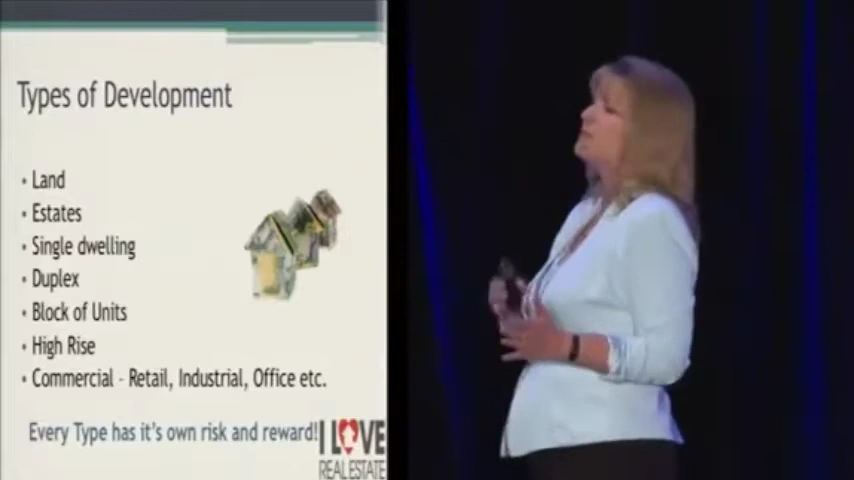 Types of Development
• Land
• Estates
• Single dwelling
• Duplex
• Block of Units
• High Rise
• Commercial - Retail, Industrial, Office etc.
Every Type has it's own risk and reward!
I LOVE
REAL ESTATE